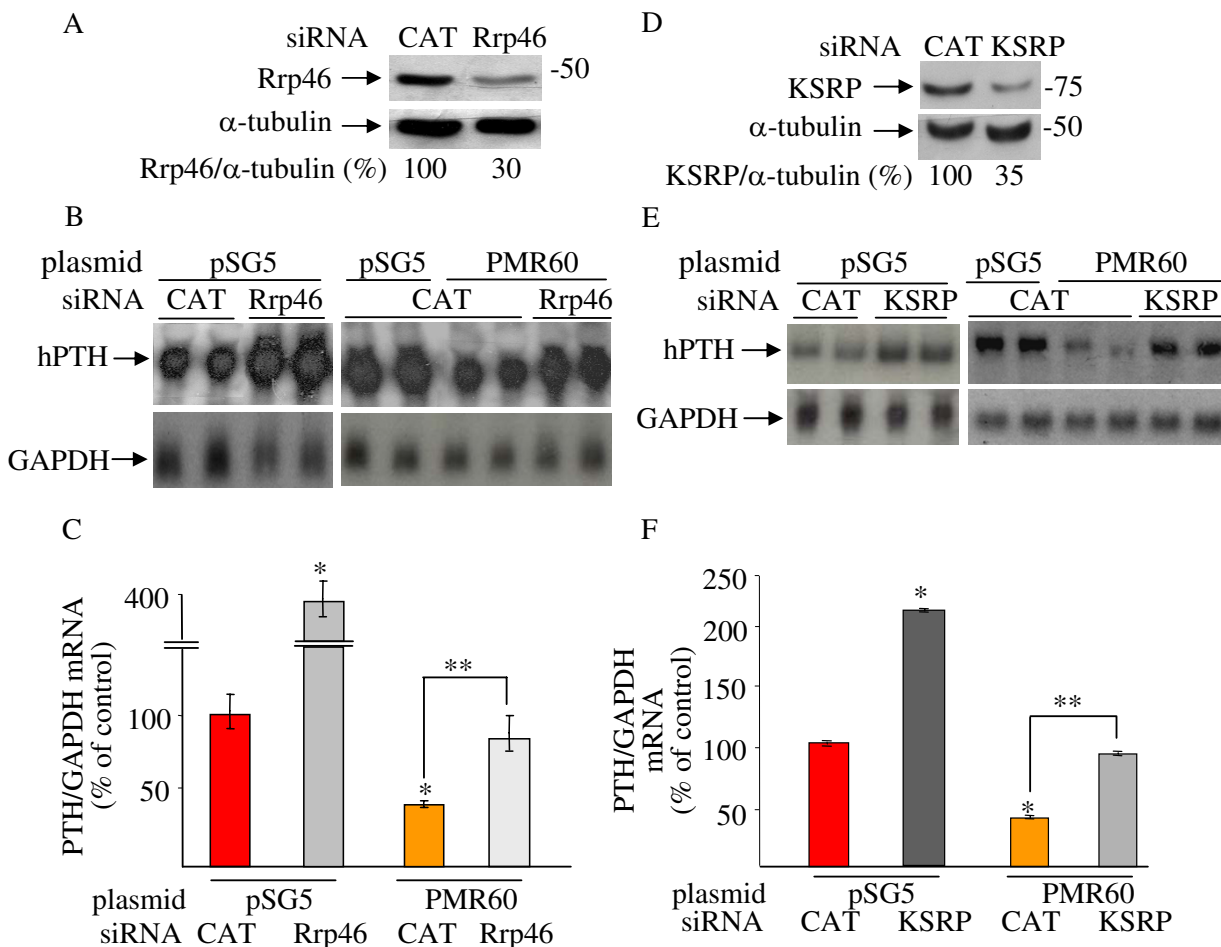 A
siRNA CAT Rrp46
Rrp46 -50
α-tubulin
Rrp46/α-tubulin (%) 100 30
B
plasmid pSG5 pSG5 PMR60
siRNA CAT Rrp46 CAT Rrp46
hPTH
GAPDH
C
PTH/GAPDH mRNA
(% of control)
400
100
50
*
*
**
plasmid pSG5 PMR60
siRNA CAT Rrp46 CAT Rrp46
D
siRNA CAT KSRP
KSRP -75
α-tubulin -50
KSRP/α-tubulin (%) 100 35
E
plasmid pSG5 pSG5 PMR60
siRNA CAT KSRP CAT KSRP
hPTH
GAPDH
F
PTH/GAPDH
mRNA
(% of control)
250
200
150
100
50
*
*
**
plasmid pSG5 PMR60
siRNA CAT KSRP CAT KSRP